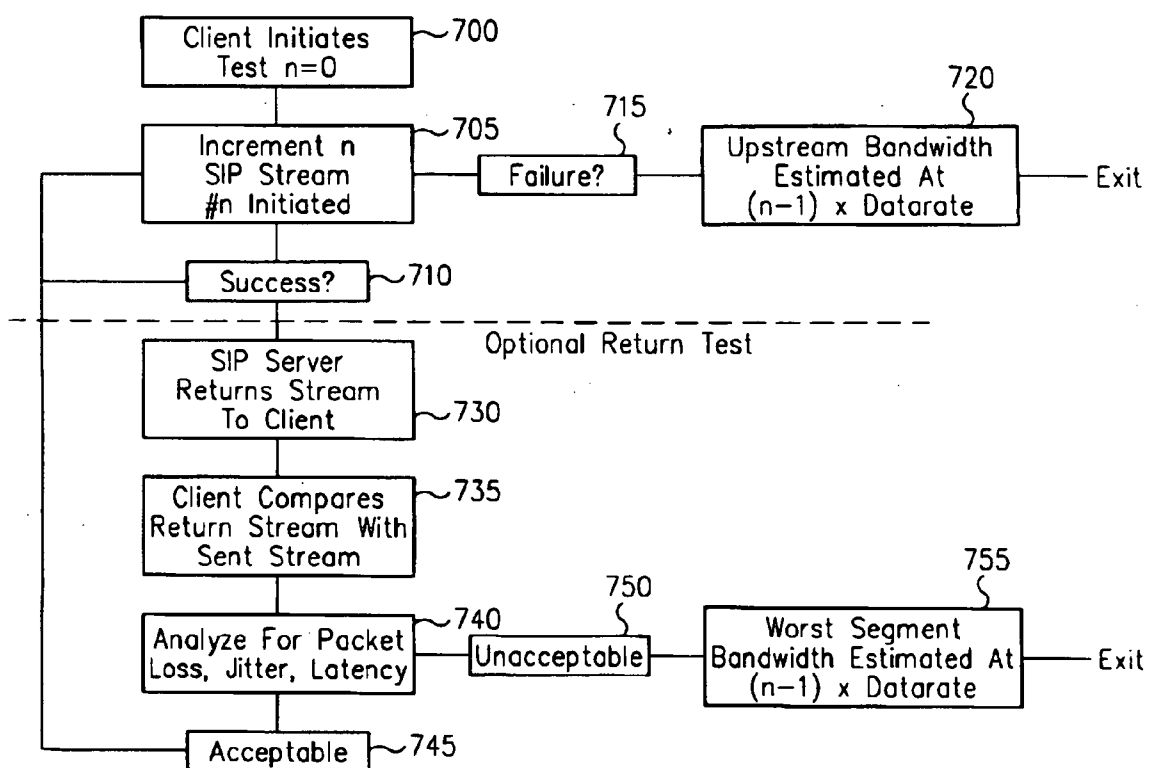 Client Initiates
Test n=0
700
Increment n
SIP Stream
#n Initiated
705
Failure?
715
Upstream Bandwidth
Estimated At
(n-1) x Datarate
720
Exit
Success?
710
Optional Return Test
SIP Server
Returns Stream
To Client
730
Client Compares
Return Stream With
Sent Stream
735
Analyze For Packet
Loss, Jitter, Latency
740
Unacceptable
750
Worst Segment
Bandwidth Estimated At
(n-1) x Datarate
755
Exit
Acceptable
745